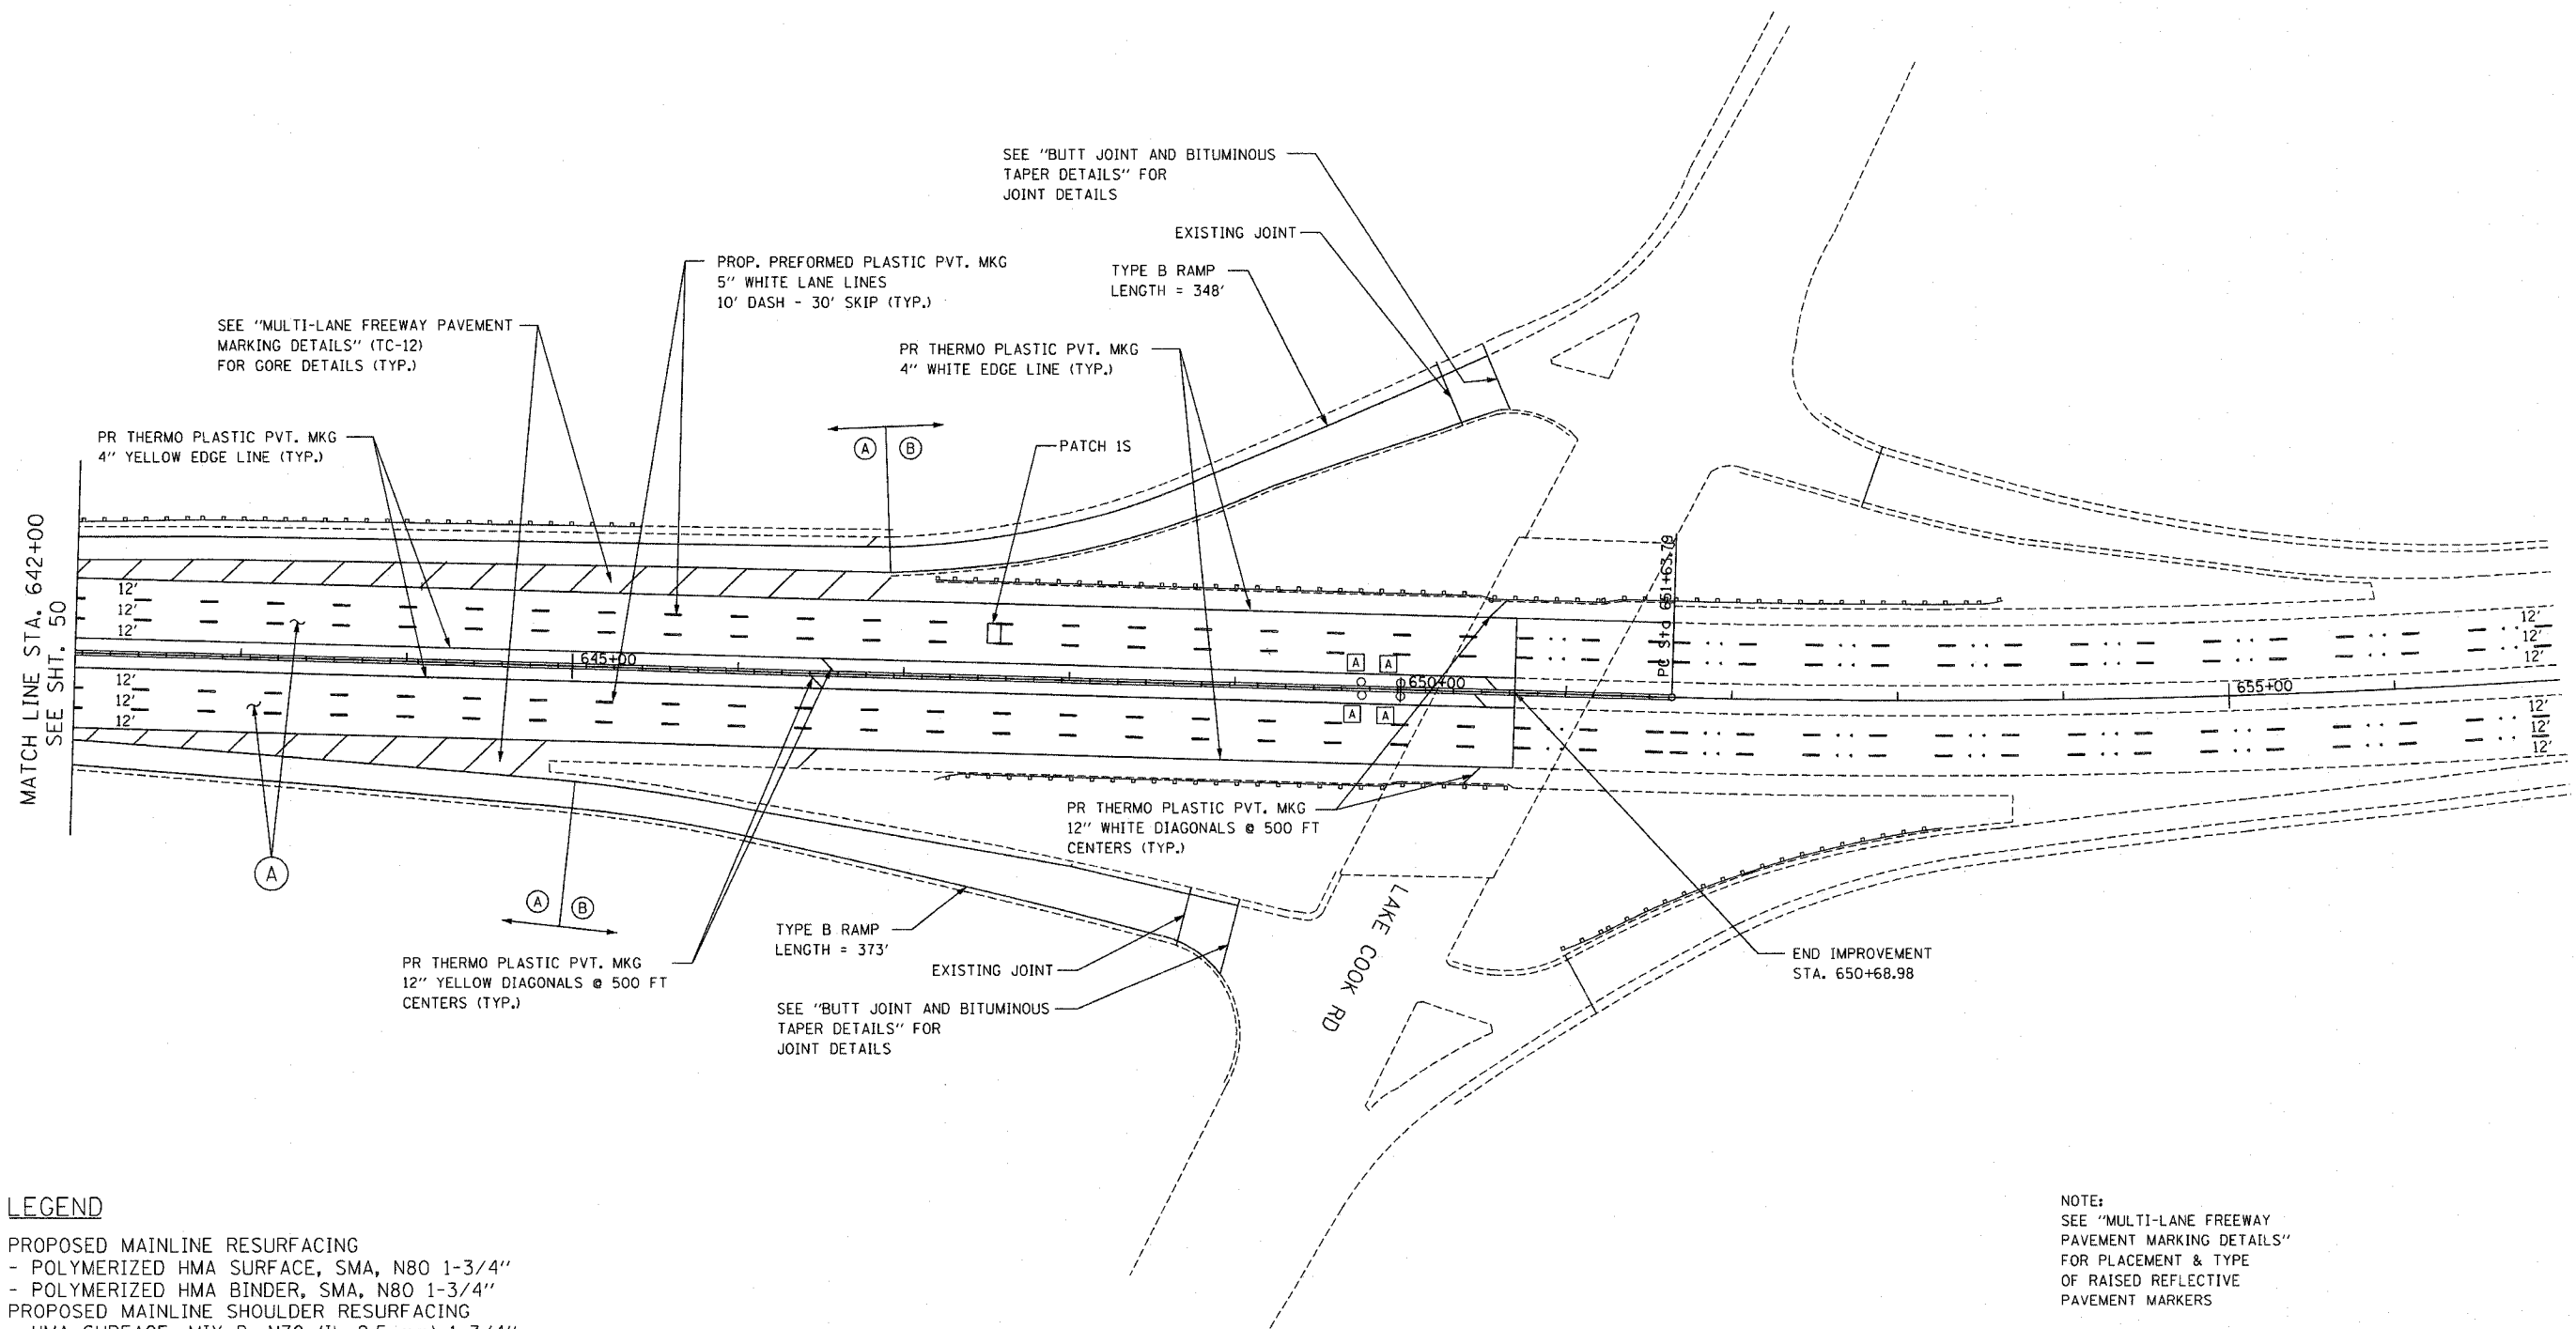 SEE "BUTT JOINT AND BITUMINOUS
TAPER DETAILS" FOR
JOINT DETAILS
EXISTING JOINT
TYPE B RAMP
LENGTH = 348'
PROP. PREFORMED PLASTIC PVT. MKG
5" WHITE LANE LINES
10' DASH - 30' SKIP (TYP.)
SEE "MULTI-LANE FREEWAY PAVEMENT
MARKING DETAILS" (TC-12)
FOR GORE DETAILS (TYP.)
PR THERMO PLASTIC PVT. MKG
4" WHITE EDGE LINE (TYP.)
PR THERMO PLASTIC PVT. MKG
4" YELLOW EDGE LINE (TYP.)
A B
PATCH 1S
MATCH LINE STA. 642+00
SEE SHT. 50
12'
12'
12'
12'
12'
12'
645+00
A A
650+00
A A
PC Sta 651+63.79
655+00
12'
12'
12'
12'
12'
12'
A
A B
PR THERMO PLASTIC PVT. MKG
12" WHITE DIAGONALS @ 500 FT
CENTERS (TYP.)
PR THERMO PLASTIC PVT. MKG
12" YELLOW DIAGONALS @ 500 FT
CENTERS (TYP.)
TYPE B RAMP
LENGTH = 373'
EXISTING JOINT
SEE "BUTT JOINT AND BITUMINOUS
TAPER DETAILS" FOR
JOINT DETAILS
LAKE COOK RD
END IMPROVEMENT
STA. 650+68.98
LEGEND
PROPOSED MAINLINE RESURFACING
- POLYMERIZED HMA SURFACE, SMA, N80 1-3/4"
- POLYMERIZED HMA BINDER, SMA, N80 1-3/4"
PROPOSED MAINLINE SHOULDER RESURFACING
NOTE:
SEE "MULTI-LANE FREEWAY
PAVEMENT MARKING DETAILS"
FOR PLACEMENT & TYPE
OF RAISED REFLECTIVE
PAVEMENT MARKERS